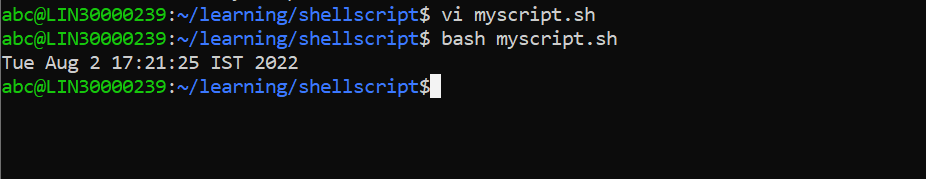 abc@LIN30000239:~/learning/shellscript$ vi myscript.sh
abc@LIN30000239:~/learning/shellscript$ bash myscript.sh
Tue Aug 2 17:21:25 IST 2022
abc@LIN30000239:~/learning/shellscript$